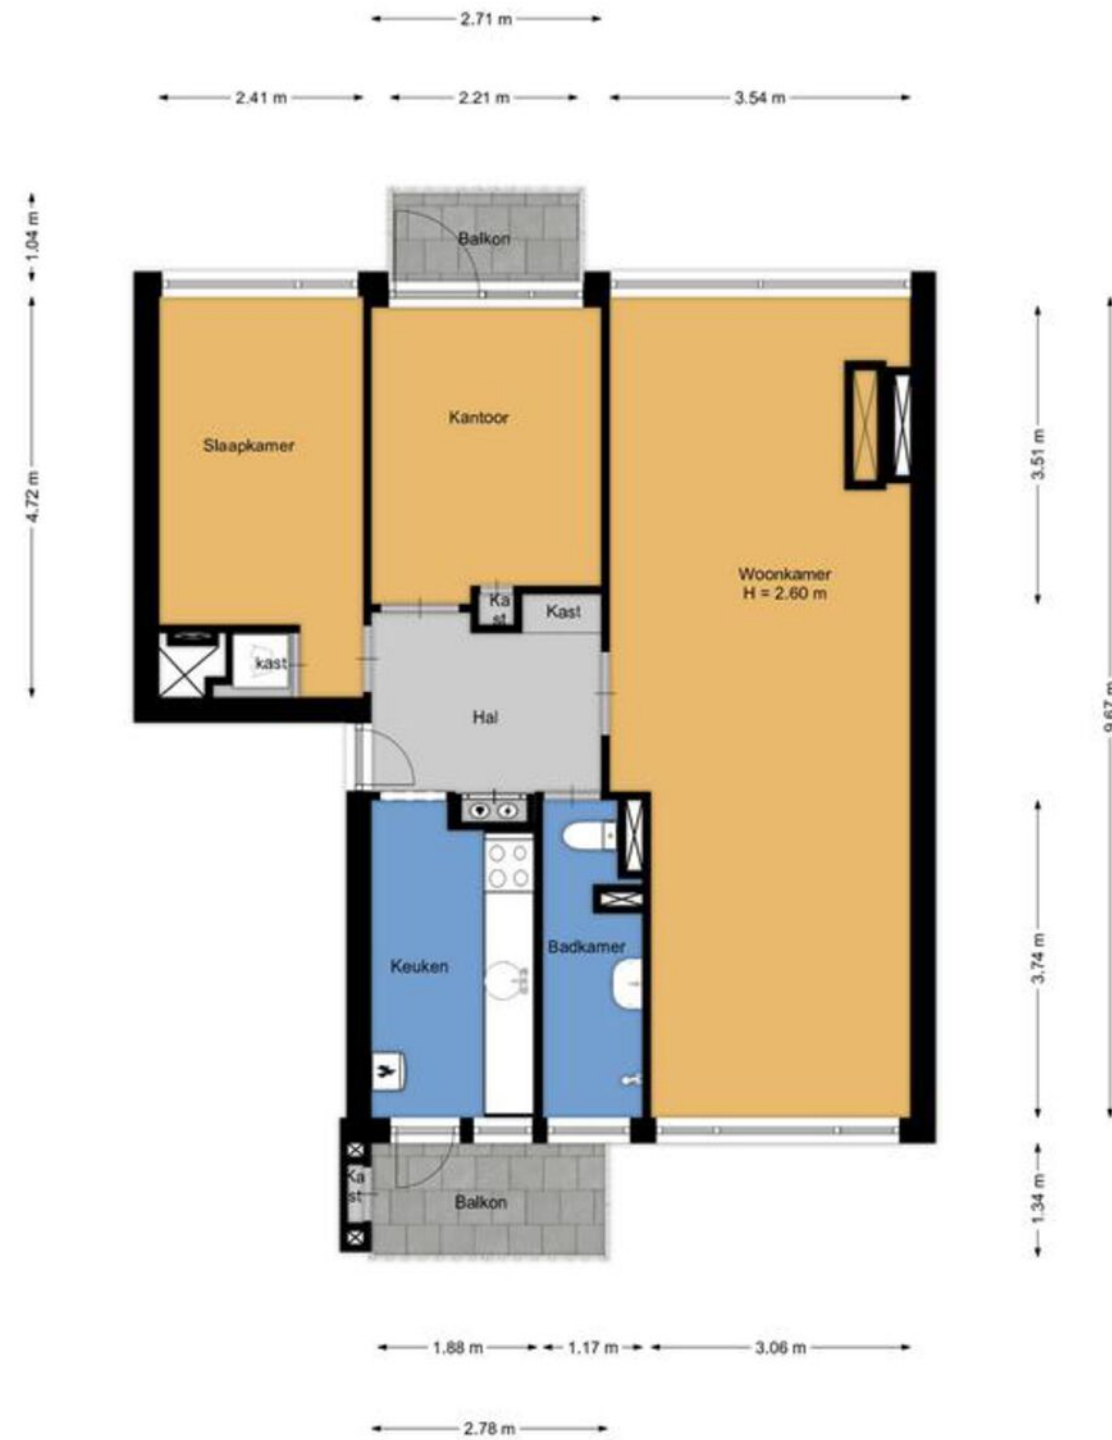 2.71 m
2.41 m
2.21 m
3.54 m
1.04 m
Balkon
Kantoor
Slaapkamer
3.51 m
4.72 m
Woonkamer
H = 2.60 m
Ka
st
Kast
kast
Hal
9.67 m
Badkamer
Keuken
3.74 m
Ka
st
Balkon
1.34 m
1.88 m
1.17 m
3.06 m
2.78 m